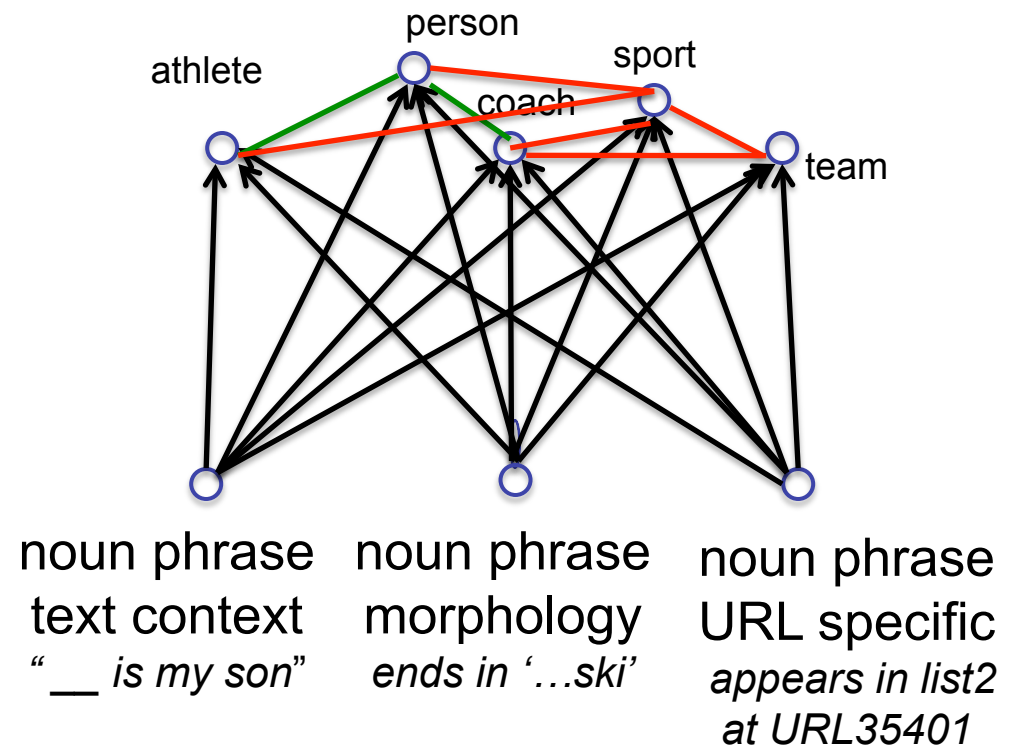 person
sport
athlete
coach
team
noun phrase
text context
“ __ is my son”
noun phrase
morphology
ends in ‘…ski’
noun phrase
URL specific
appears in list2
at URL35401